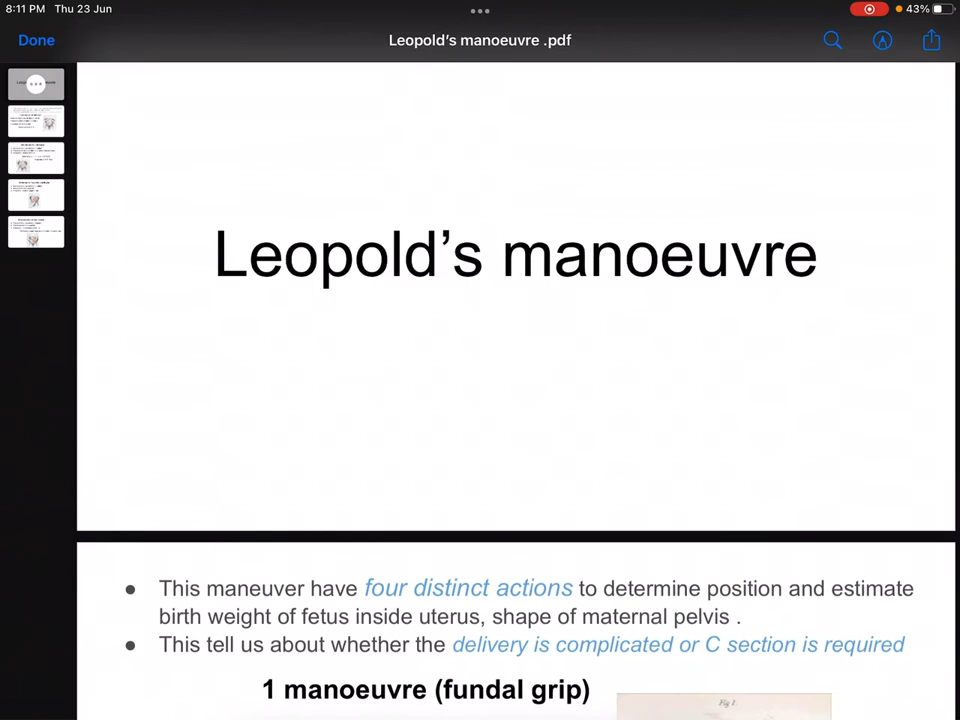 8:11 PM Thu 23 Jun
43%
Done
Leopold’s manoeuvre .pdf
Leopold’s manoeuvre
● This maneuver have four distinct actions to determine position and estimate
birth weight of fetus inside uterus, shape of maternal pelvis .
● This tell us about whether the delivery is complicated or C section is required
1 manoeuvre (fundal grip)
Fig 1.